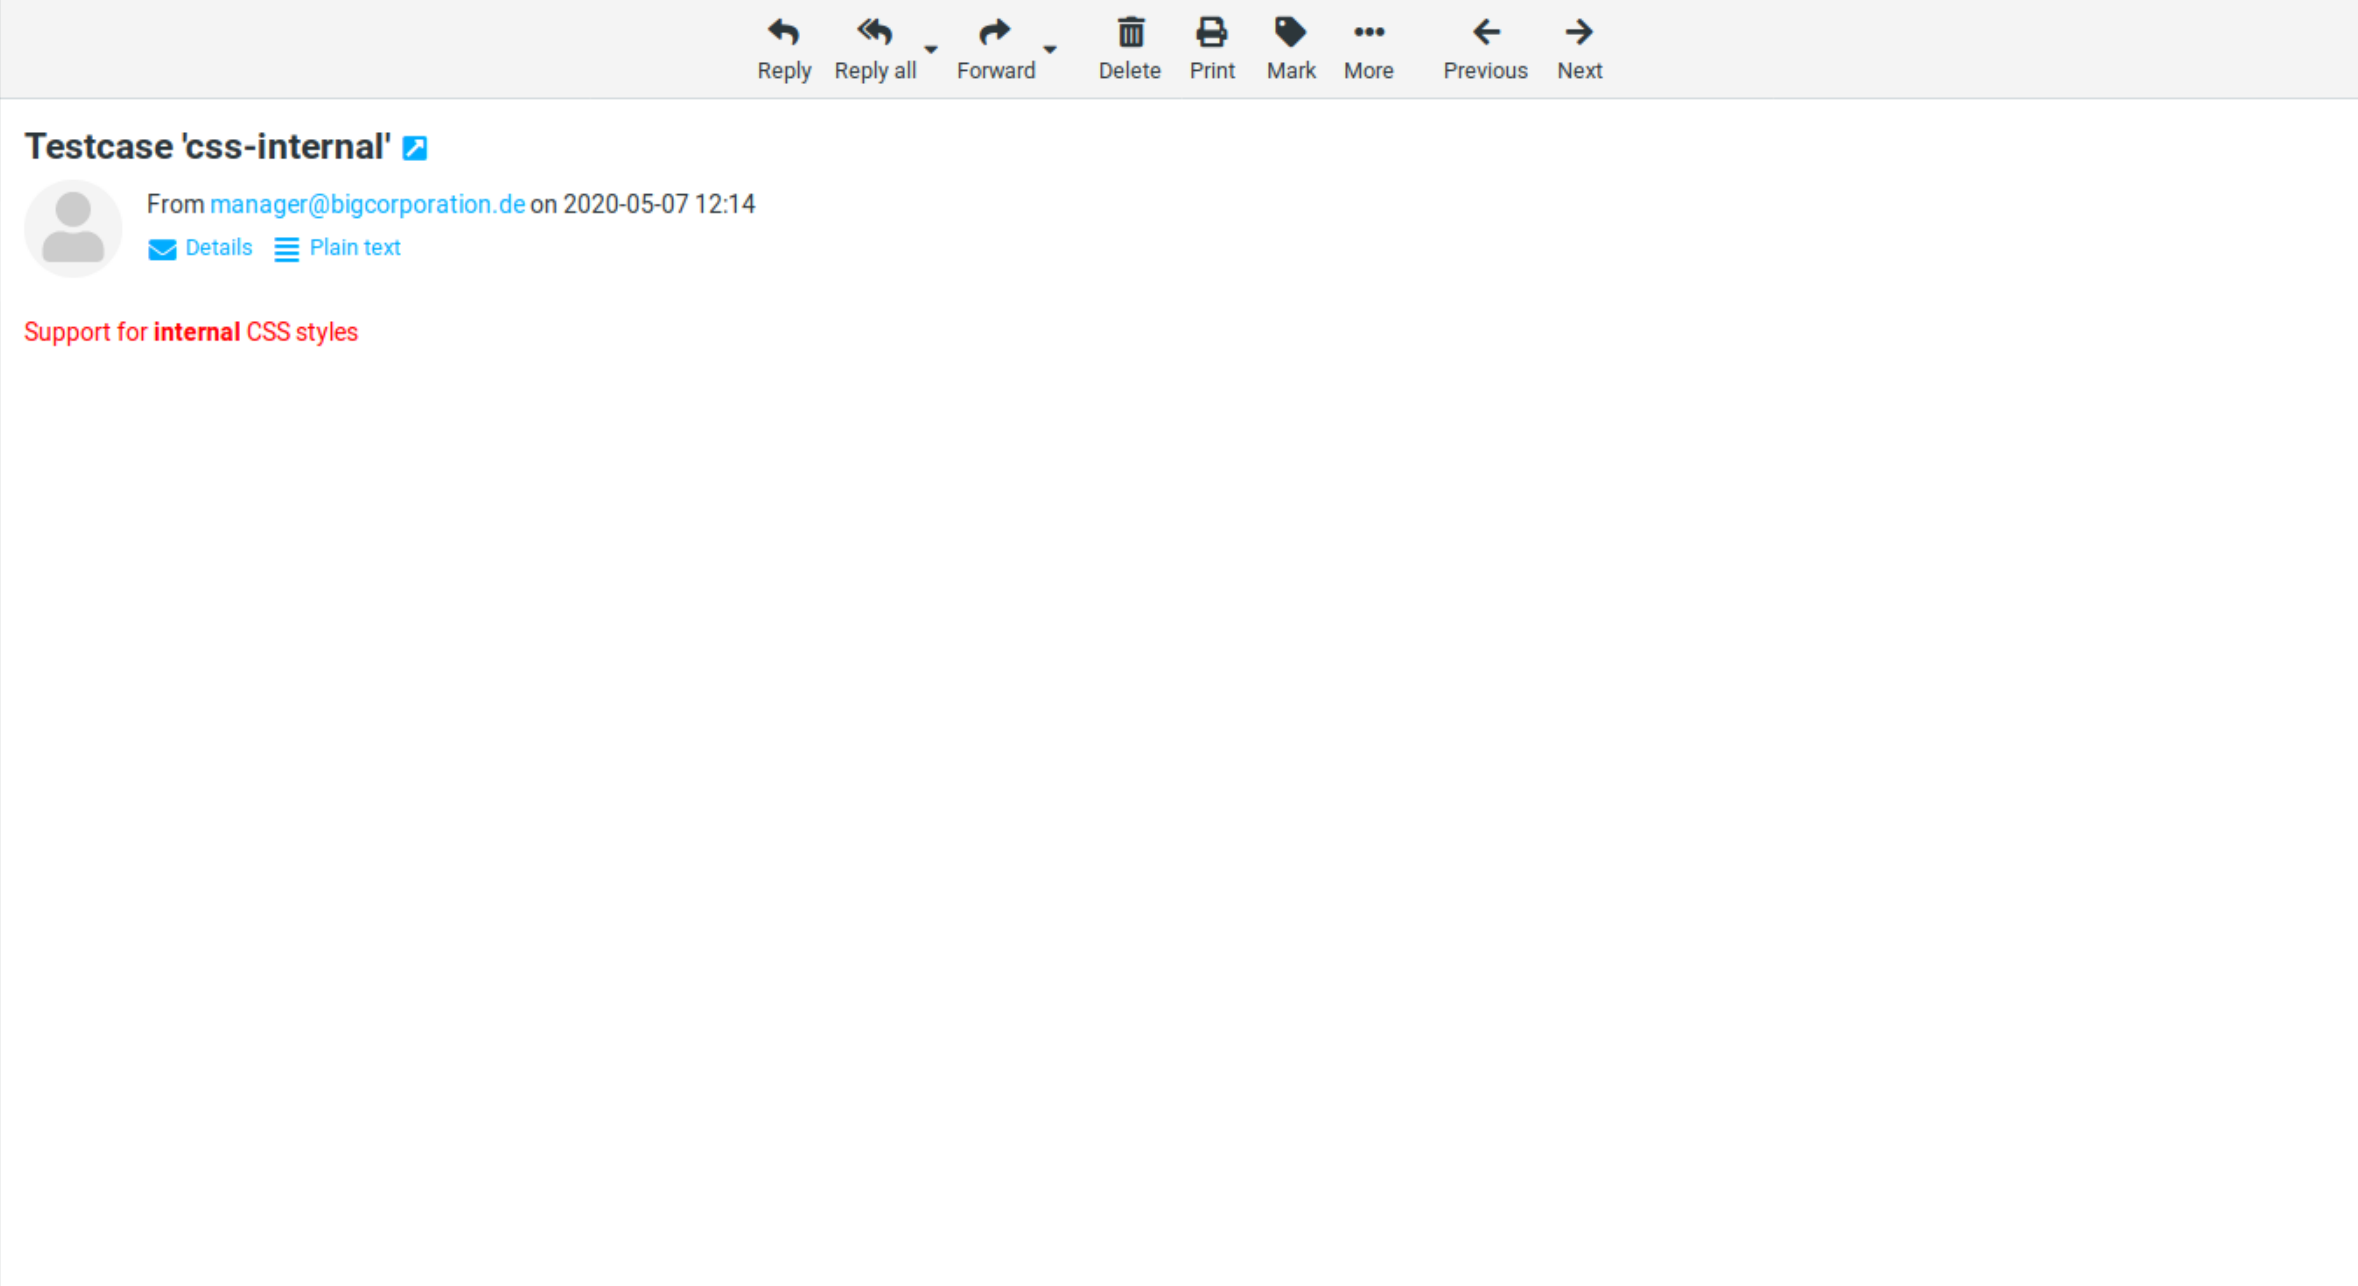 Reply Reply all Forward Delete Print Mark More Previous Next
Testcase 'css-internal'
From manager@bigcorporation.de on 2020-05-07 12:14
Details Plain text
Support for internal CSS styles